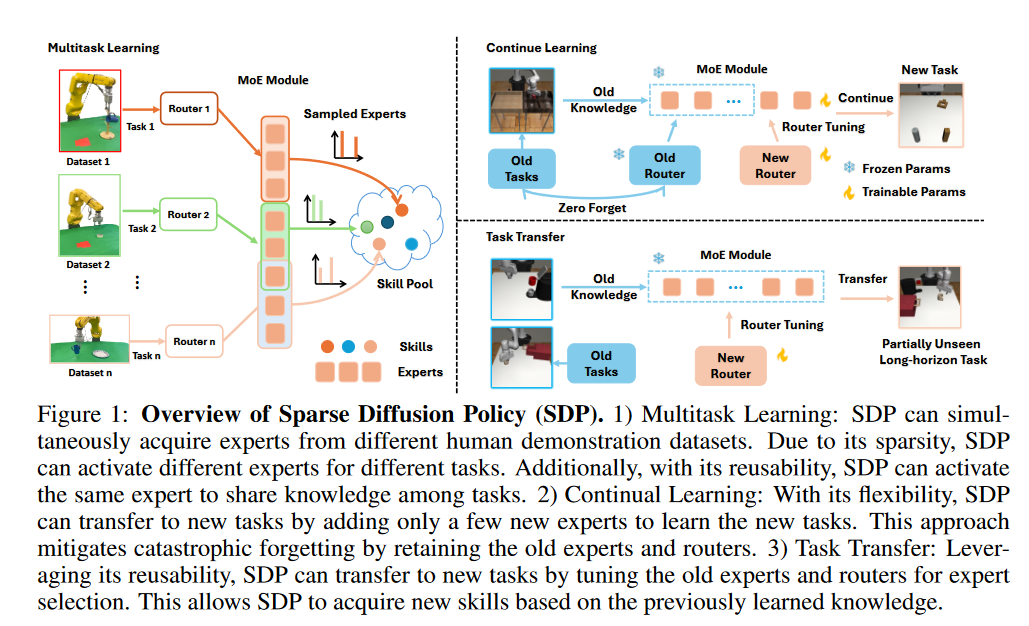 Multitask Learning
MoE Module
Router 1
Task 1
Dataset 1
Sampled Experts
Router 2
Task 2
Dataset 2
Skill Pool
Router n
Task n
Dataset n
Skills
Experts
Continue Learning
MoE Module
New Task
Old
Knowledge
Continue
Router Tuning
Old
Tasks
Old
Router
New
Router
Frozen Params
Trainable Params
Zero Forget
Task Transfer
MoE Module
Old
Knowledge
Transfer
Router Tuning
Partially Unseen
Long-horizon Task
Old
Tasks
New
Router
Figure 1: Overview of Sparse Diffusion Policy (SDP). 1) Multitask Learning: SDP can simul-
taneously acquire experts from different human demonstration datasets. Due to its sparsity, SDP
can activate different experts for different tasks. Additionally, with its reusability, SDP can activate
the same expert to share knowledge among tasks. 2) Continual Learning: With its flexibility, SDP
can transfer to new tasks by adding only a few new experts to learn the new tasks. This approach
mitigates catastrophic forgetting by retaining the old experts and routers. 3) Task Transfer: Lever-
aging its reusability, SDP can transfer to new tasks by tuning the old experts and routers for expert
selection. This allows SDP to acquire new skills based on the previously learned knowledge.